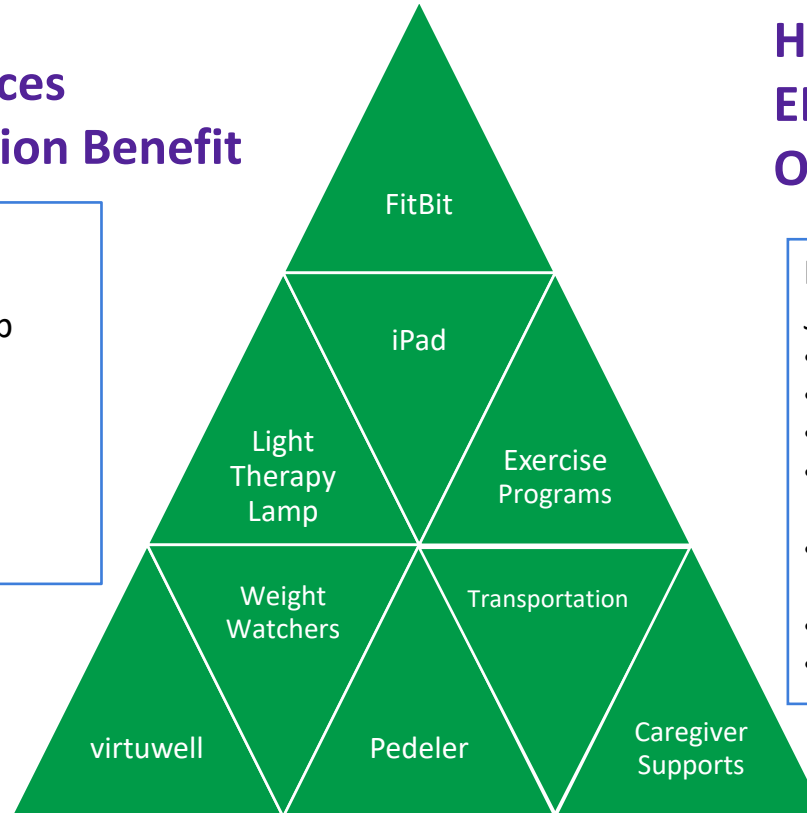 ces
ion Benefit
H
O
FitBit
iPad
Light
Therapy
Lamp
Exercise
Programs
Weight
Watchers
Transportation
virtuwell
Pedeler
Caregiver
Supports